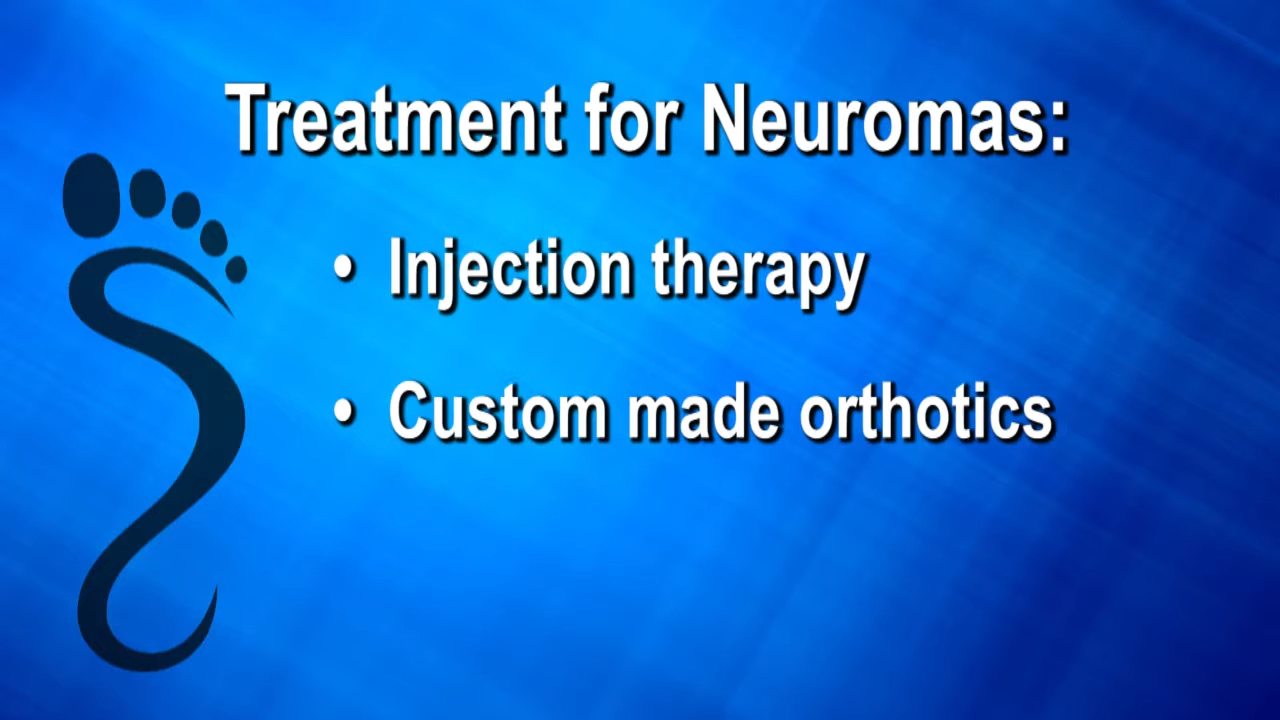 Treatment for Neuromas:
• Injection therapy
• Custom made orthotics